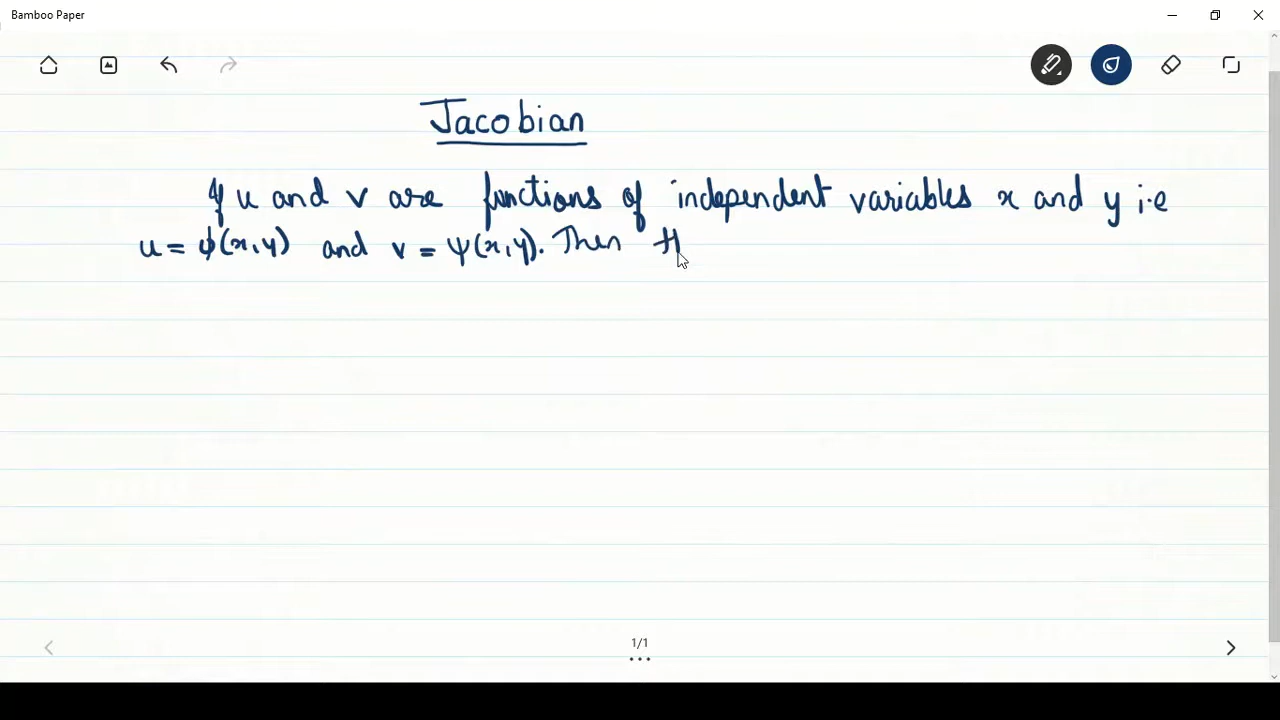 Bamboo Paper
Jacobian
If u and v are functions of independent variables x and y i.e
u = ϕ(x,y) and v = ψ(x,y). Then
1/1